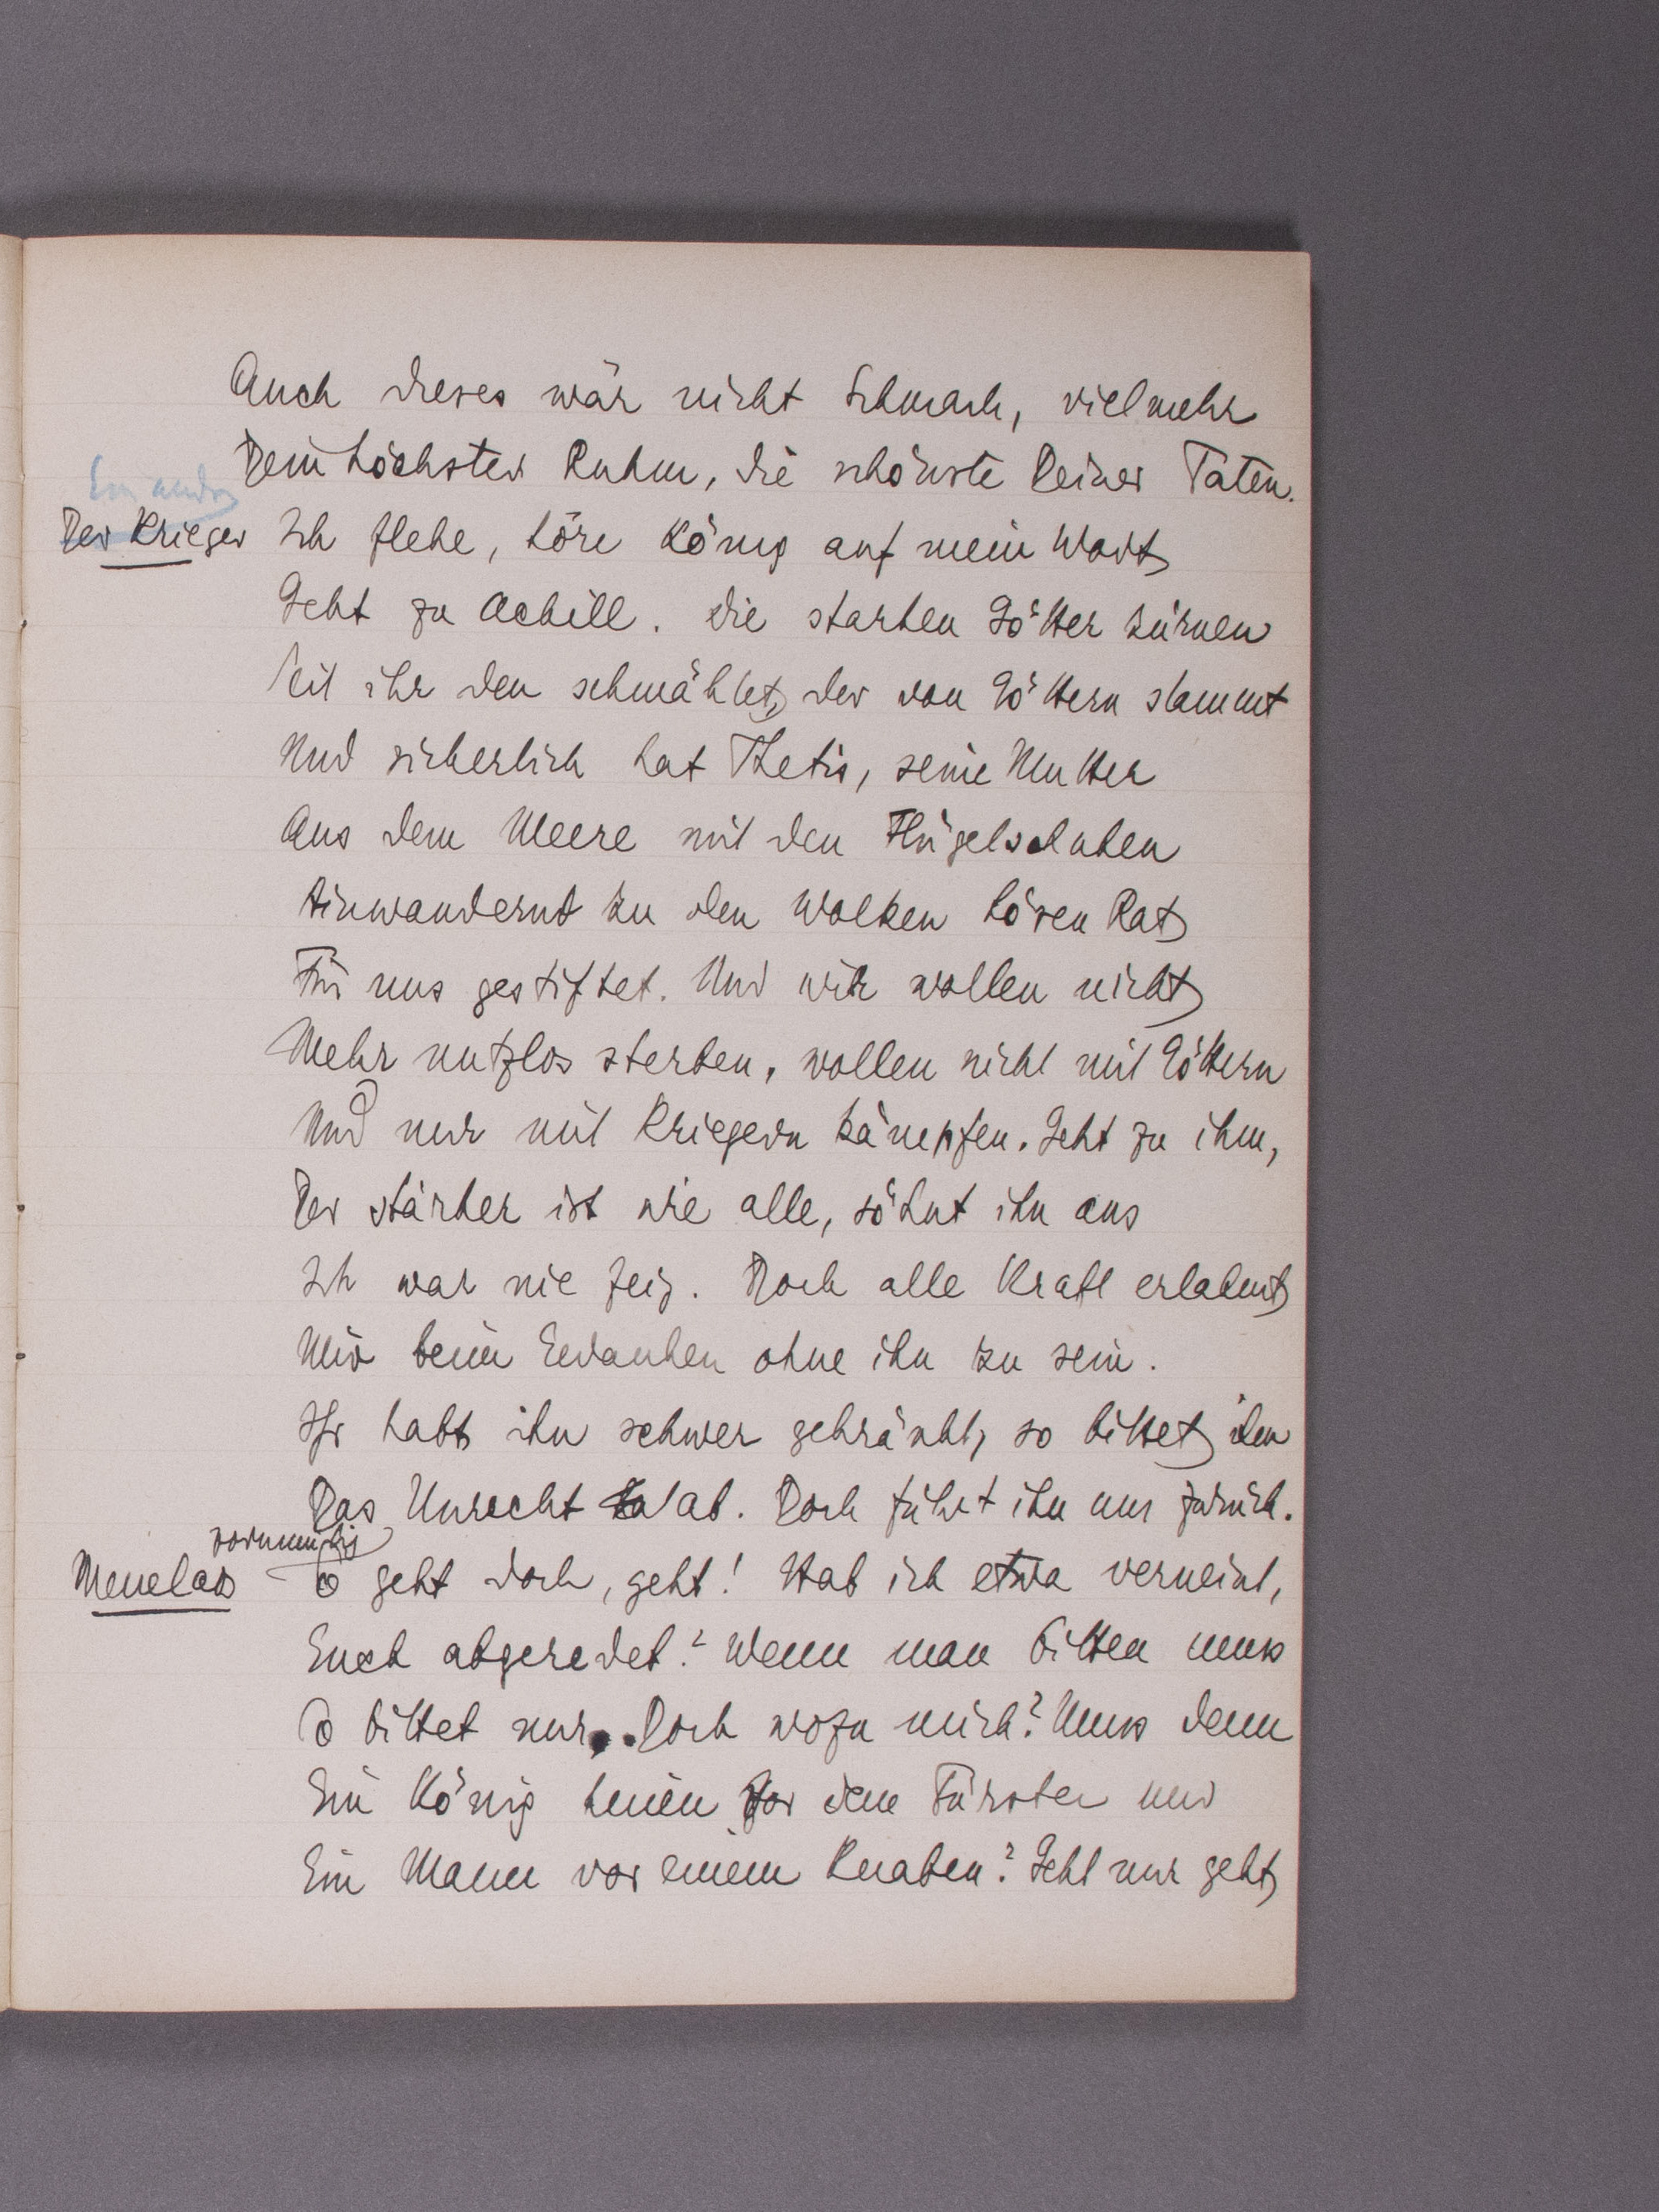 Auch dieses wär nicht Schmach, vielmehr
Dein höchster Ruhm, die schönste Deiner Taten.
Ein andrer
Der Krieger Ich flehe, höre König auf mein Wort
Geht zu Achill. Die starken Götter zürnen
Seit ihr den schmähtet, der von Göttern stammt
Und sicherlich hat Thetis, seine Mutter
Aus dem Meere mit den Flügelschuhen
Hinwandernd zu den Wolken bösen Rat
Für uns gestiftet. Und wir wollen nicht
Mehr nutzlos sterben, wollen nicht mit Göttern
Und nur mit Kriegern kämpfen. Geht zu ihm,
Der stärker ist wie alle, söhnt ihn aus
Ich war nie feig. Doch alle Kraft erlahmt
Mir beim Gedanken ohne ihn zu sein.
Ihr habt ihn schwer gekränkt, so bittet ihm
Das Unrecht ab. Doch führt ihn uns zurück.
zornmütig
Menelaos O geht doch, geht! Hab ich etwa verneint,
Euch abgeredet? Wenn man bitten muss
O bittet nur. Doch wozu mich? Muss denn
Ein König knieen vor dem Fürsten und
Ein Mann vor einem Knaben? Geht nur geht